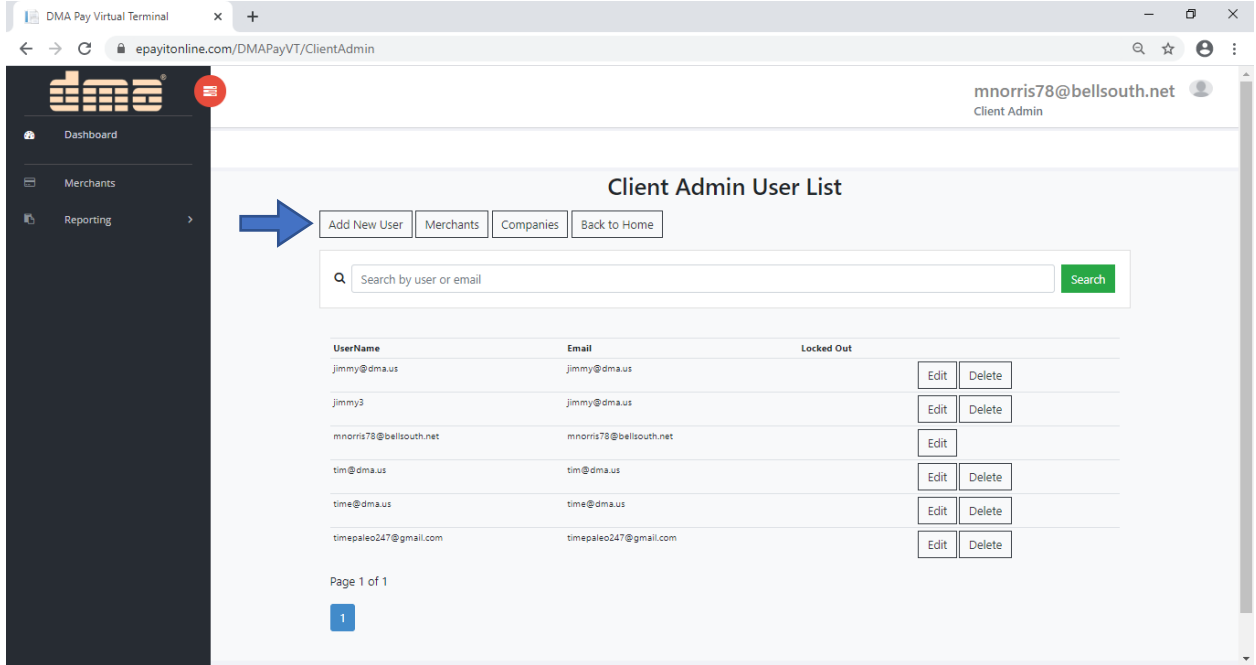 DMA Pay Virtual Terminal
epayitonline.com/DMAPayVT/ClientAdmin
dma®
mnorris78@bellsouth.net
Client Admin
Dashboard
Merchants
Reporting
Client Admin User List
Add New User Merchants Companies Back to Home
Search by user or email Search
UserName Email Locked Out
jimmy@dma.us jimmy@dma.us Edit Delete
jimmy3 jimmy@dma.us Edit Delete
mnorris78@bellsouth.net mnorris78@bellsouth.net Edit
tim@dma.us tim@dma.us Edit Delete
time@dma.us time@dma.us Edit Delete
timepaleo247@gmail.com timepaleo247@gmail.com Edit Delete
Page 1 of 1
1